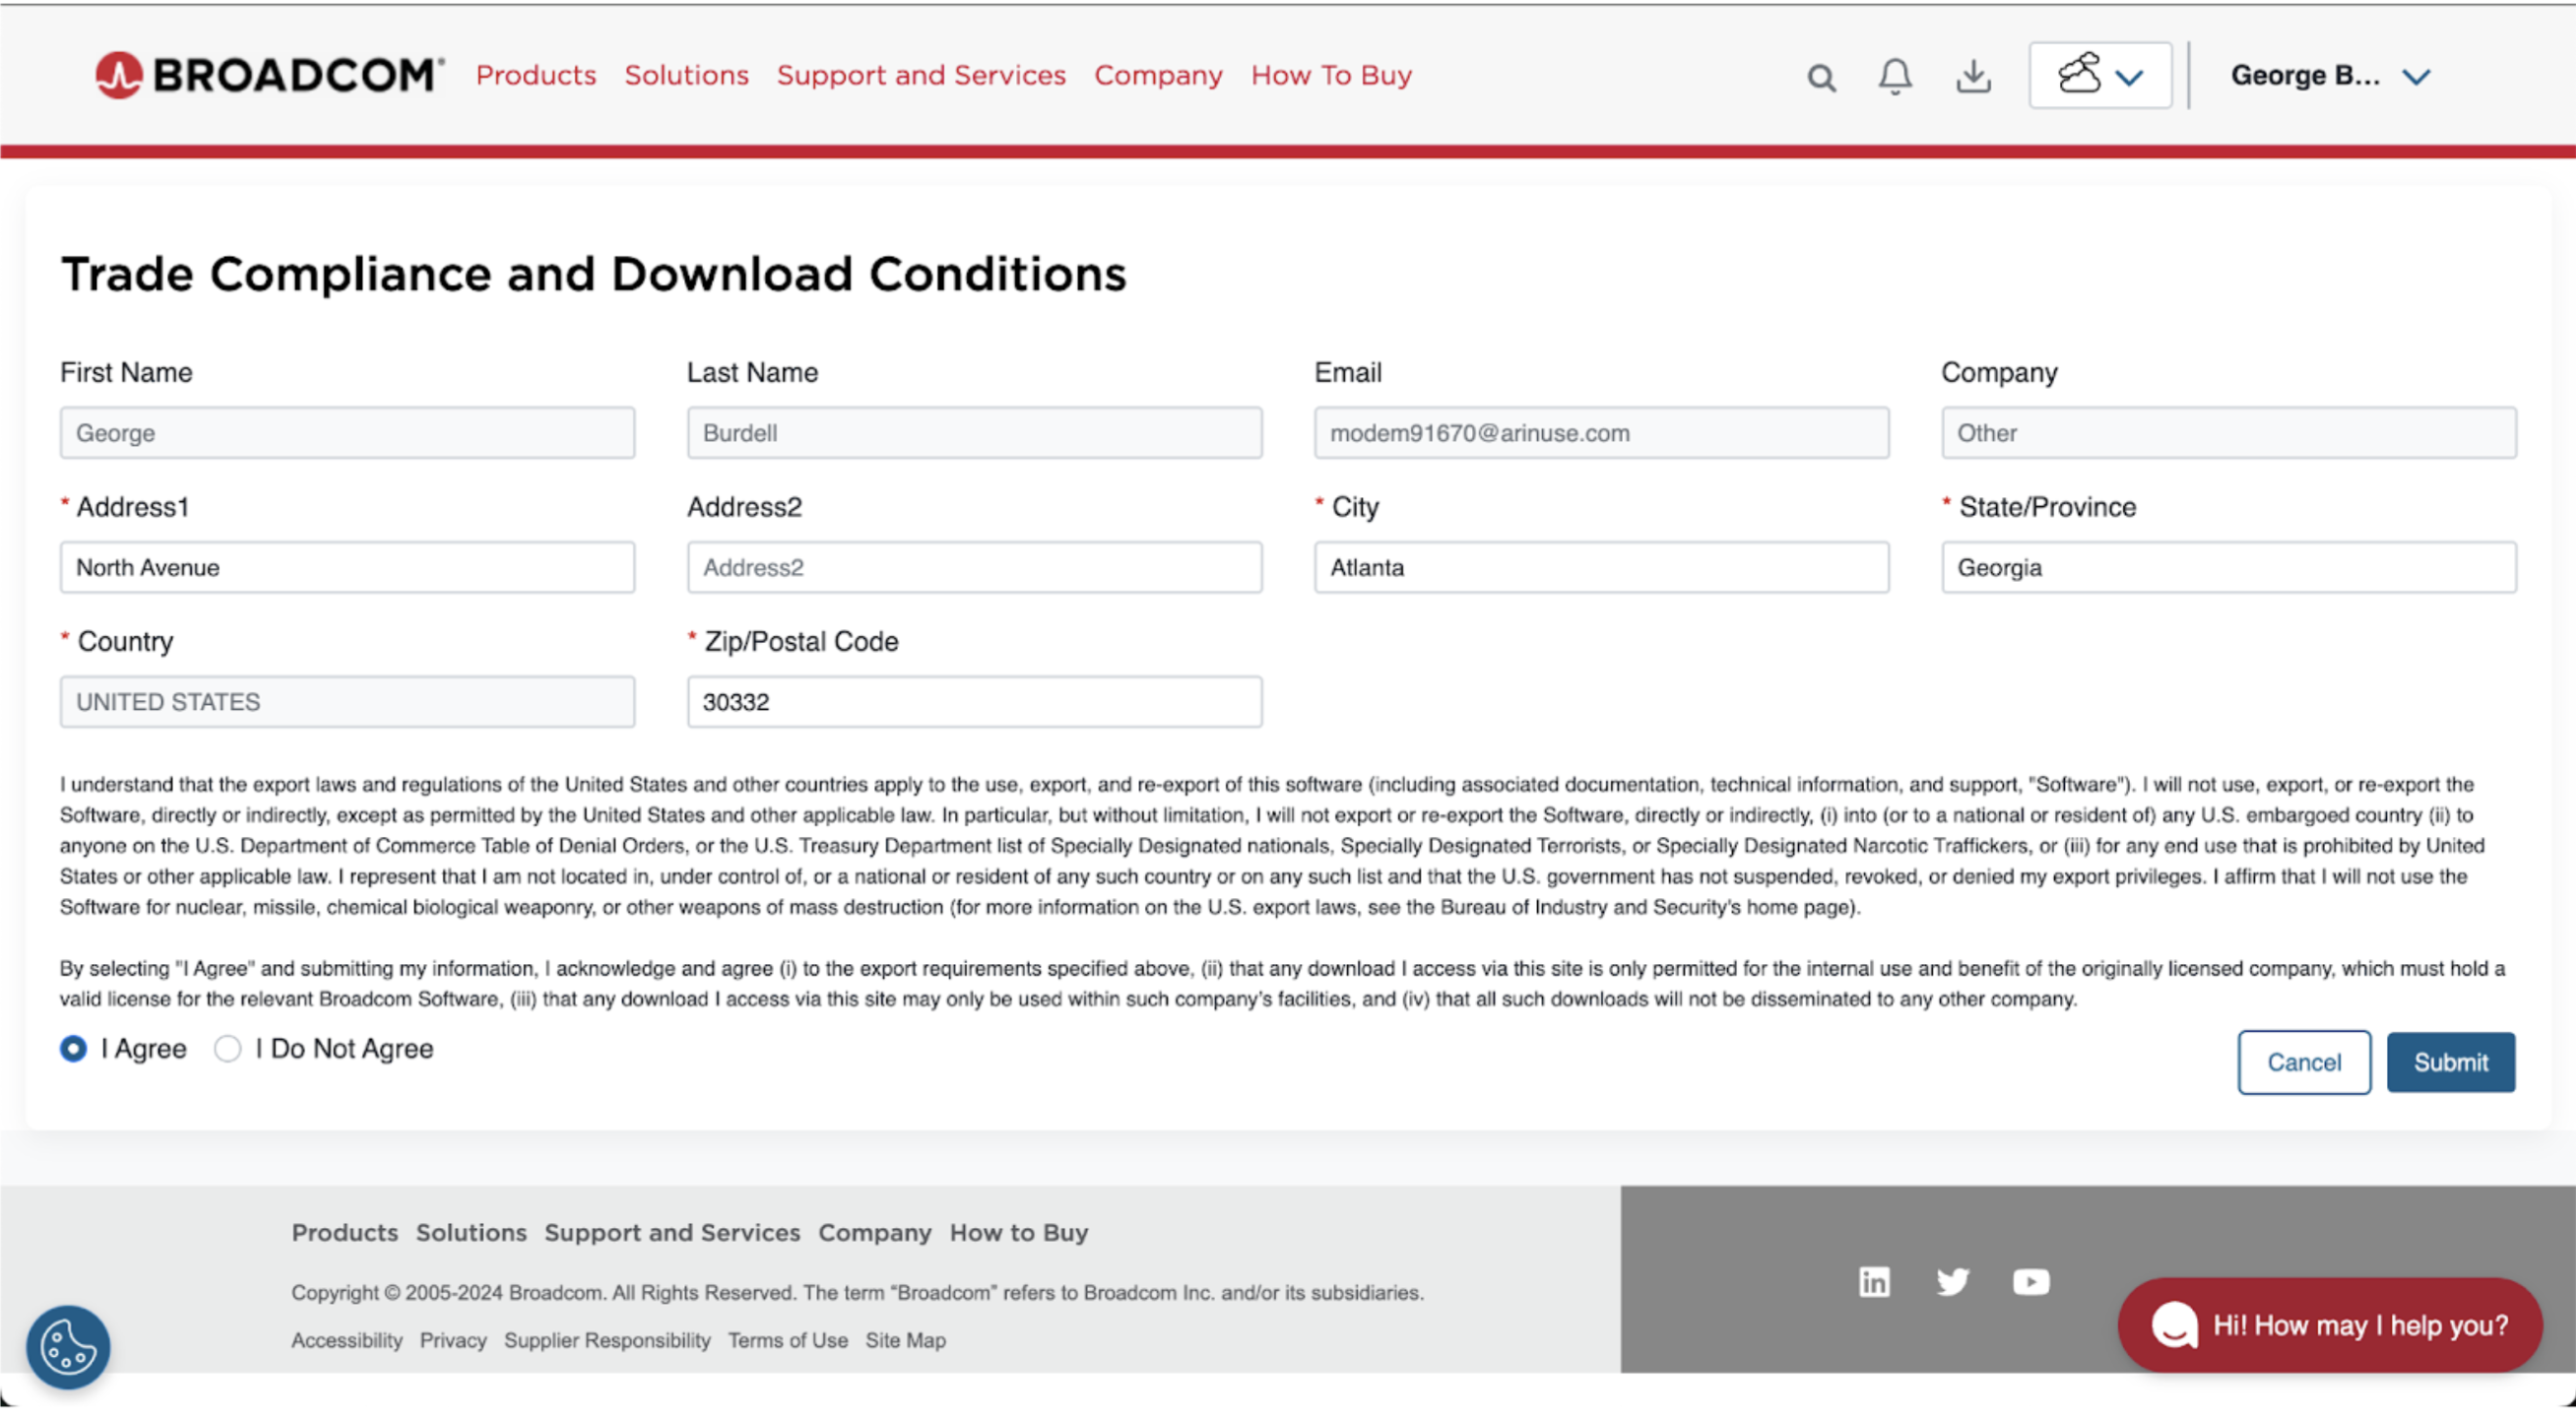 BROADCOM Products Solutions Support and Services Company How To Buy George B...
Trade Compliance and Download Conditions
First Name Last Name Email Company
George Burdell modem91670@arinuse.com Other
* Address1 Address2 * City * State/Province
North Avenue Address2 Atlanta Georgia
* Country * Zip/Postal Code
UNITED STATES 30332
I understand that the export laws and regulations of the United States and other countries apply to the use, export, and re-export of this software (including associated documentation, technical information, and support, "Software"). I will not use, export, or re-export the
Software, directly or indirectly, except as permitted by the United States and other applicable law. In particular, but without limitation, I will not export or re-export the Software, directly or indirectly, (i) into (or to a national or resident of) any U.S. embargoed country (ii) to
anyone on the U.S. Department of Commerce Table of Denial Orders, or the U.S. Treasury Department list of Specially Designated nationals, Specially Designated Terrorists, or Specially Designated Narcotic Traffickers, or (iii) for any end use that is prohibited by United
States or other applicable law. I represent that I am not located in, under control of, or a national or resident of any such country or on any such list and that the U.S. government has not suspended, revoked, or denied my export privileges. I affirm that I will not use the
Software for nuclear, missile, chemical biological weaponry, or other weapons of mass destruction (for more information on the U.S. export laws, see the Bureau of Industry and Security's home page).
By selecting "I Agree" and submitting my information, I acknowledge and agree (i) to the export requirements specified above, (ii) that any download I access via this site is only permitted for the internal use and benefit of the originally licensed company, which must hold a
valid license for the relevant Broadcom Software, (iii) that any download I access via this site may only be used within such company's facilities, and (iv) that all such downloads will not be disseminated to any other company.
I Agree I Do Not Agree
Cancel Submit
Products Solutions Support and Services Company How to Buy
Copyright © 2005-2024 Broadcom. All Rights Reserved. The term “Broadcom” refers to Broadcom Inc. and/or its subsidiaries.
Accessibility Privacy Supplier Responsibility Terms of Use Site Map
in
Hi! How may I help you?